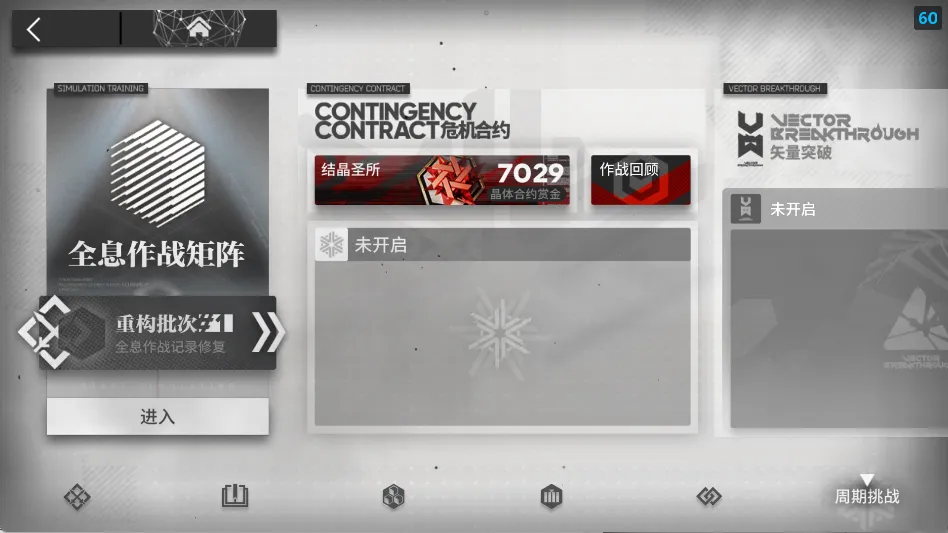 60
SIMULATION TRAINING
全息作战矩阵
重构批次#1
全息作战记录修复
进入
CONTINGENCY CONTRACT
CONTINGENCY
CONTRACT危机合约
结晶圣所
7029
晶体合约赏金
作战回顾
未开启
VECTOR BREAKTHROUGH
VECTOR
BREAKTHROUGH
矢量突破
未开启
VECTOR
BREAKTHROUGH
周期挑战